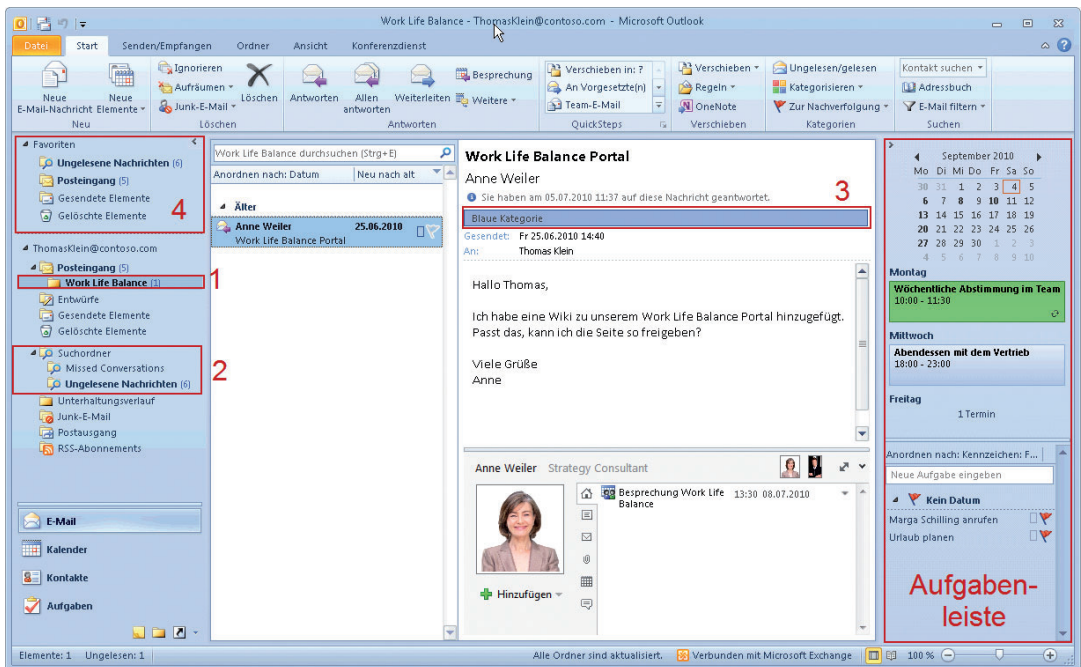 Work Life Balance - ThomasKlein@contoso.com - Microsoft Outlook
Datei Start Senden/Empfangen Ordner Ansicht Konferenzdienst
Neue E-Mail-Nachricht
Neue Elemente
Neu
Ignorieren
Aufräumen
Junk-E-Mail
Löschen
Löschen
Antworten
Allen antworten
Weiterleiten
Besprechung
Weitere
Antworten
Verschieben in: ?
An Vorgesetzte(n)
Team-E-Mail
QuickSteps
Verschieben
Regeln
OneNote
Verschieben
Ungelesen/gelesen
Kategorisieren
Zur Nachverfolgung
Kategorien
Kontakt suchen
Adressbuch
E-Mail filtern
Suchen
Favoriten
Ungelesene Nachrichten (6)
Posteingang (5)
Gesendete Elemente
Gelöschte Elemente
4
ThomasKlein@contoso.com
Posteingang (5)
Work Life Balance (1)
1
Entwürfe
Gesendete Elemente
Gelöschte Elemente
Suchordner
Missed Conversations
Ungelesene Nachrichten (6)
2
Unterhaltungsverlauf
Junk-E-Mail
Postausgang
RSS-Abonnements
E-Mail
Kalender
Kontakte
Aufgaben
Work Life Balance durchsuchen (Strg+E)
Anordnen nach: Datum Neu nach alt
Älter
Anne Weiler 25.06.2010
Work Life Balance Portal
Work Life Balance Portal
Anne Weiler
Sie haben am 05.07.2010 11:37 auf diese Nachricht geantwortet.
3
Blaue Kategorie
Gesendet: Fr 25.06.2010 14:40
An: Thomas Klein
Hallo Thomas,
Ich habe eine Wiki zu unserem Work Life Balance Portal hinzugefügt.
Passt das, kann ich die Seite so freigeben?
Viele Grüße
Anne
Anne Weiler Strategy Consultant
Besprechung Work Life Balance 13:30 08.07.2010
Hinzufügen
September 2010
Mo Di Mi Do Fr Sa So
30 31 1 2 3 4 5
6 7 8 9 10 11 12
13 14 15 16 17 18 19
20 21 22 23 24 25 26
27 28 29 30 1 2 3
4 5 6 7 8 9 10
Montag
Wöchentliche Abstimmung im Team
10:00 - 11:30
Mittwoch
Abendessen mit dem Vertrieb
18:00 - 23:00
Freitag
1 Termin
Anordnen nach: Kennzeichen: F...
Neue Aufgabe eingeben
Kein Datum
Marga Schilling anrufen
Urlaub planen
Aufgaben-
leiste
Elemente: 1 Ungelesen: 1 Alle Ordner sind aktualisiert. Verbunden mit Microsoft Exchange 100 %